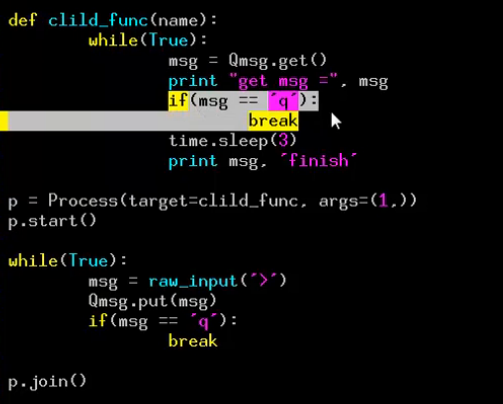 def clild_func(name):
        while(True):
                msg = Qmsg.get()
                print "get msg =", msg
                if(msg == ´q´):
                        break
                time.sleep(3)
                print msg, ´finish´

p = Process(target=clild_func, args=(1,))
p.start()

while(True):
        msg = raw_input(´>´)
        Qmsg.put(msg)
        if(msg == ´q´):
                break

p.join()